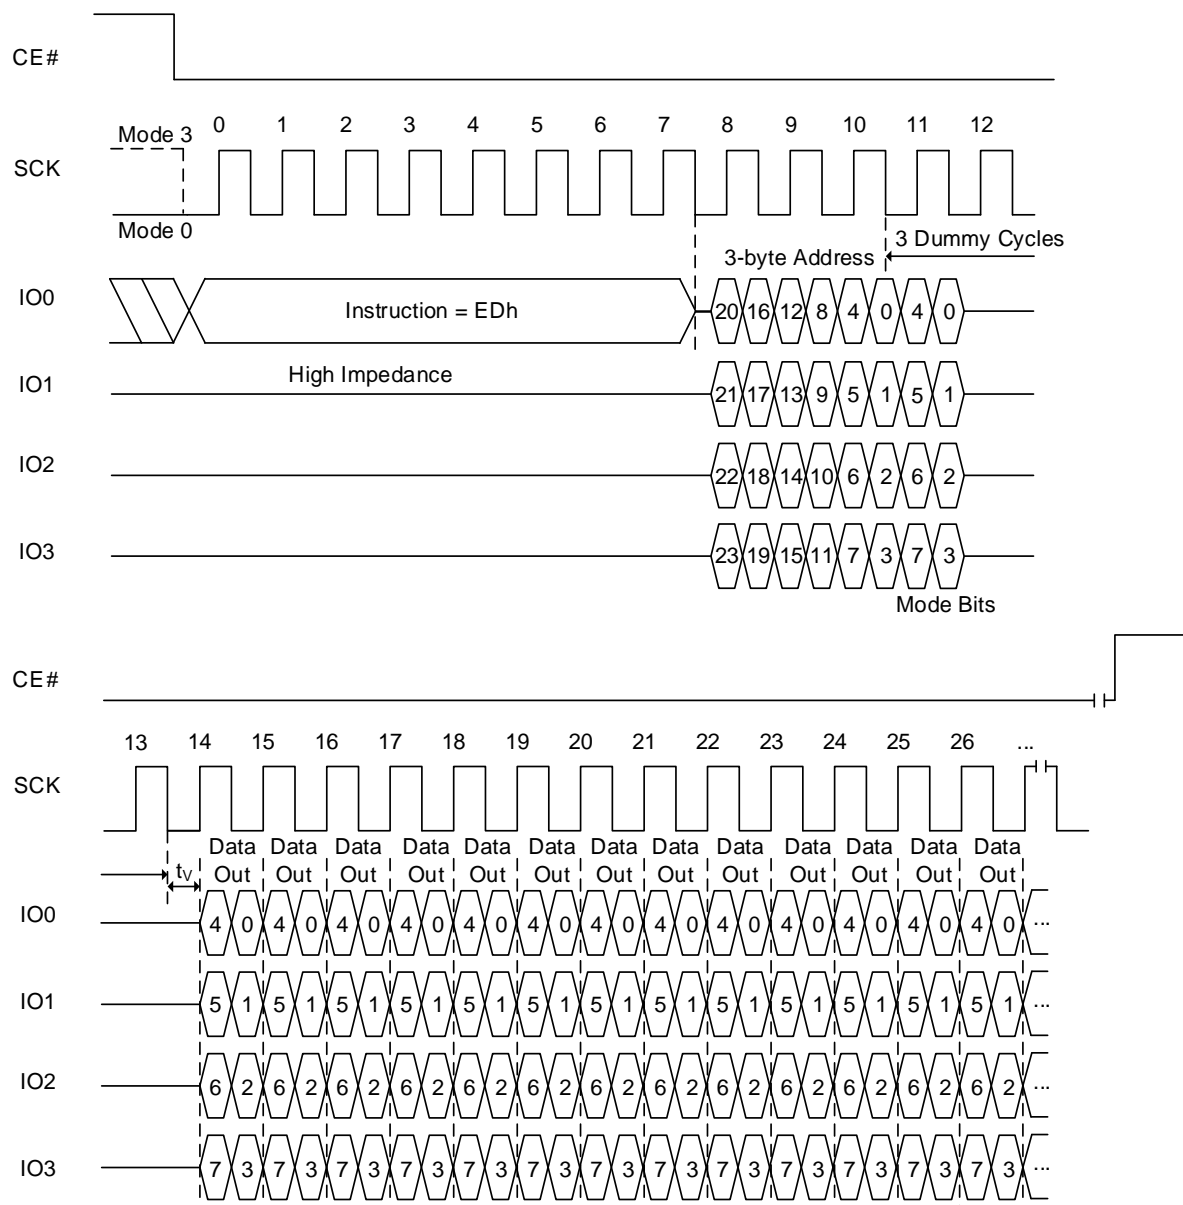 CE#
Mode 3 0 1 2 3 4 5 6 7 8 9 10 11 12
SCK
Mode 0
3-byte Address 3 Dummy Cycles
IO0 Instruction = EDh 20 16 12 8 4 0 4 0
High Impedance
IO1 21 17 13 9 5 1 5 1
IO2 22 18 14 10 6 2 6 2
IO3 23 19 15 11 7 3 7 3
Mode Bits
CE#
13 14 15 16 17 18 19 20 21 22 23 24 25 26 ...
SCK
Data Data Data Data Data Data Data Data Data Data Data Data Data
tV Out Out Out Out Out Out Out Out Out Out Out Out Out
IO0 4 0 4 0 4 0 4 0 4 0 4 0 4 0 4 0 4 0 4 0 4 0 4 0 4 0 ...
IO1 5 1 5 1 5 1 5 1 5 1 5 1 5 1 5 1 5 1 5 1 5 1 5 1 5 1 ...
IO2 6 2 6 2 6 2 6 2 6 2 6 2 6 2 6 2 6 2 6 2 6 2 6 2 6 2 ...
IO3 7 3 7 3 7 3 7 3 7 3 7 3 7 3 7 3 7 3 7 3 7 3 7 3 7 3 ...